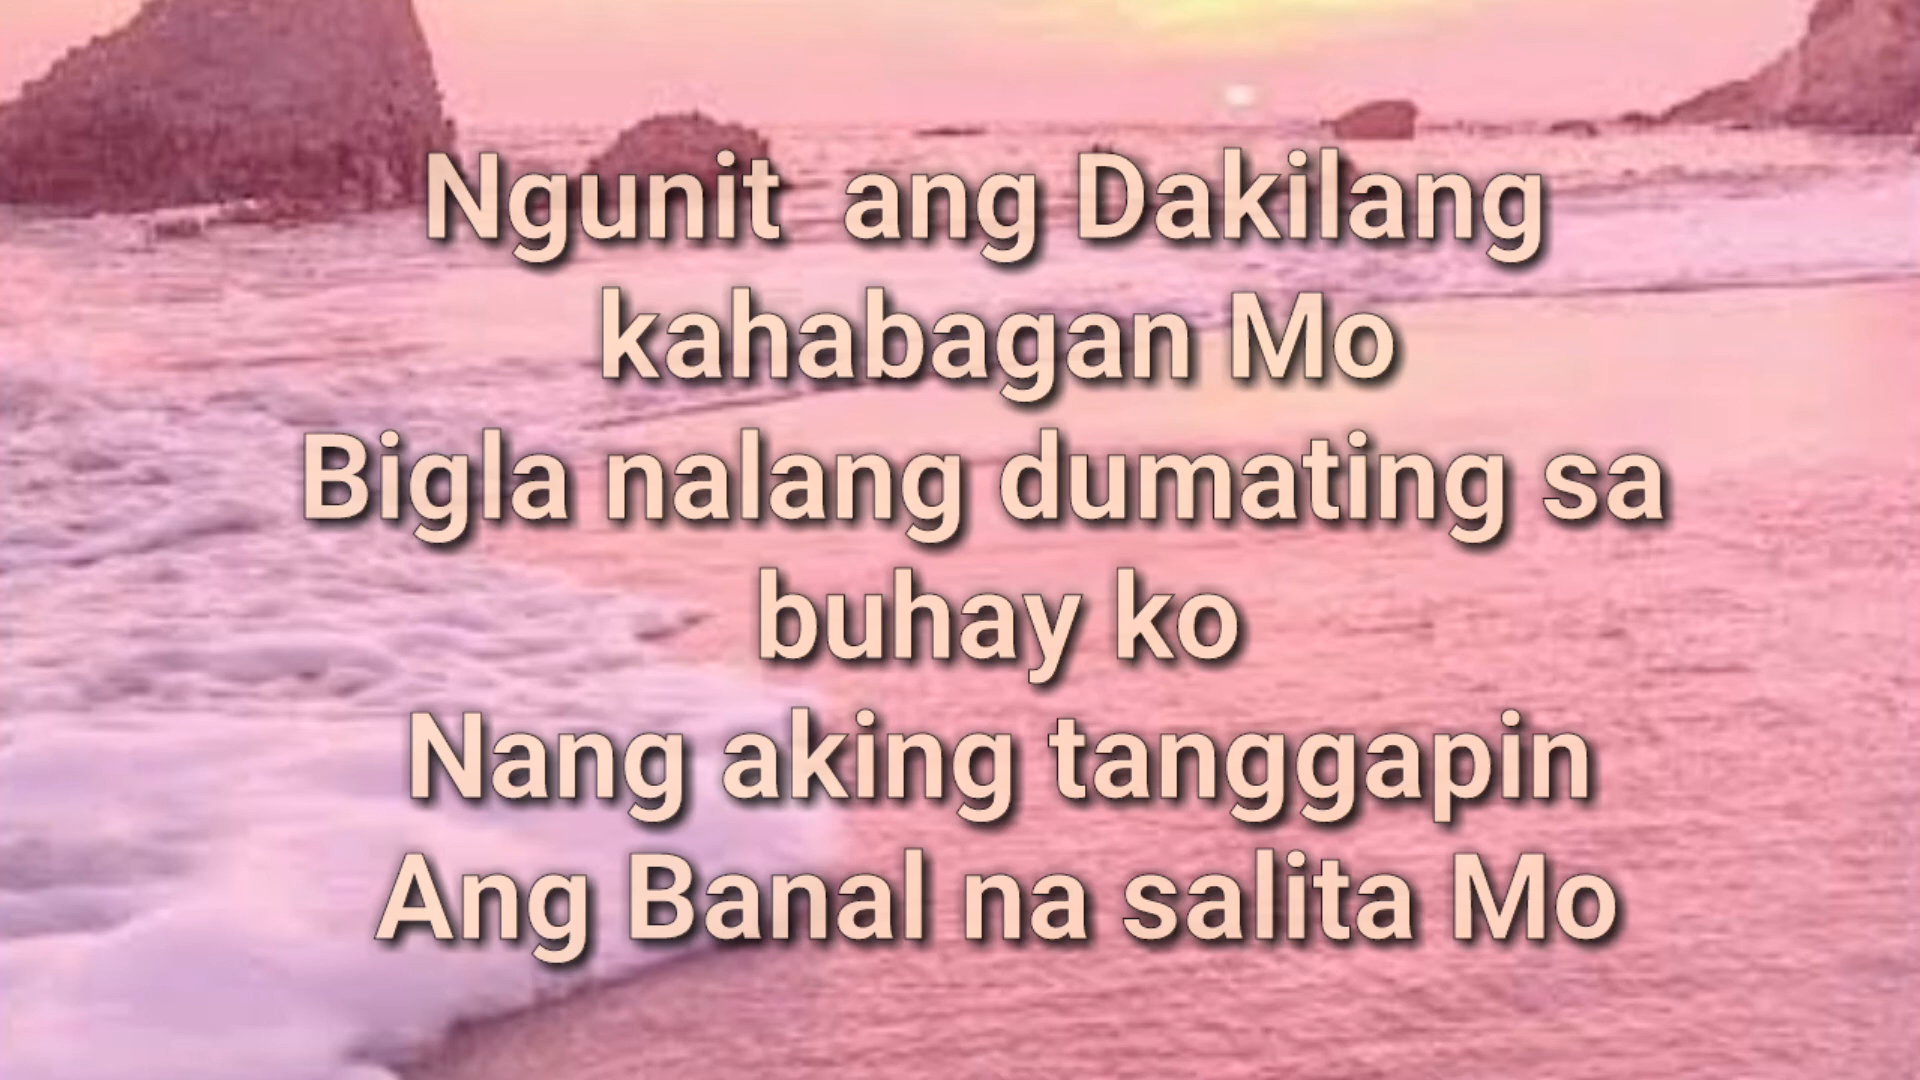 Ngunit  ang Dakilang
kahabagan Mo
Bigla nalang dumating sa
buhay ko
Nang aking tanggapin
Ang Banal na salita Mo